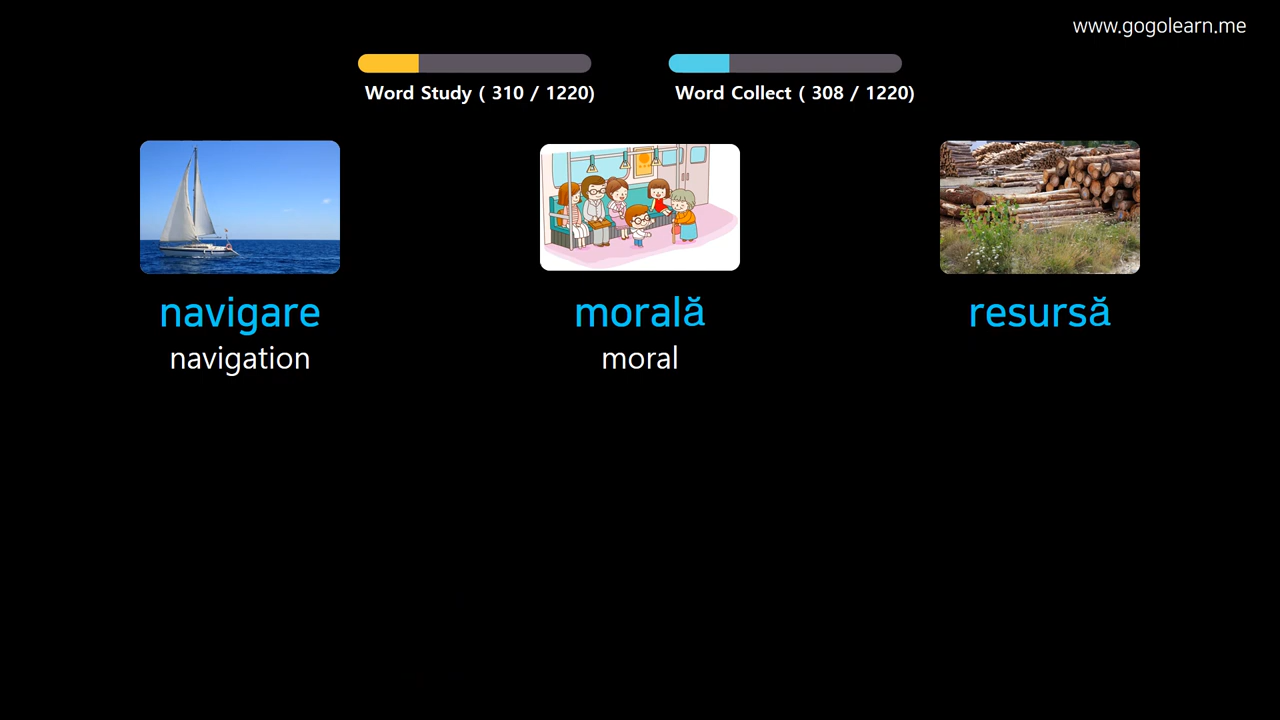 www.gogolearn.me
Word Study ( 310 / 1220)
Word Collect ( 308 / 1220)
navigare
morală
resursă
navigation
moral